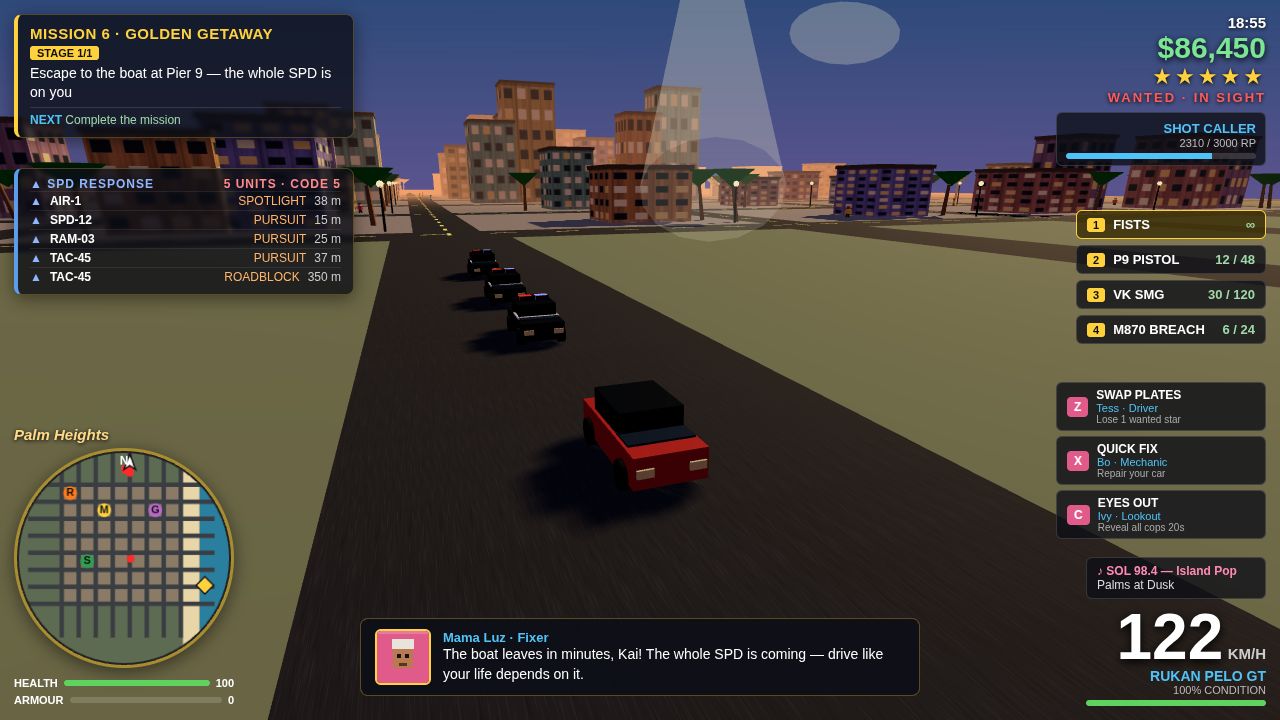 MISSION 6 · GOLDEN GETAWAY
STAGE 1/1
Escape to the boat at Pier 9 — the whole SPD is
on you
NEXT Complete the mission
▲ SPD RESPONSE 5 UNITS · CODE 5
▲ AIR-1 SPOTLIGHT 38 m
▲ SPD-12 PURSUIT 15 m
▲ RAM-03 PURSUIT 25 m
▲ TAC-45 PURSUIT 37 m
▲ TAC-45 ROADBLOCK 350 m
18:55
$86,450
★★★★★
WANTED · IN SIGHT
SHOT CALLER
2310 / 3000 RP
1 FISTS ∞
2 P9 PISTOL 12 / 48
3 VK SMG 30 / 120
4 M870 BREACH 6 / 24
Z SWAP PLATES
Tess · Driver
Lose 1 wanted star
X QUICK FIX
Bo · Mechanic
Repair your car
C EYES OUT
Ivy · Lookout
Reveal all cops 20s
♪ SOL 98.4 — Island Pop
Palms at Dusk
122 KM/H
RUKAN PELO GT
100% CONDITION
Palm Heights
N
R
M
G
S
HEALTH 100
ARMOUR 0
Mama Luz · Fixer
The boat leaves in minutes, Kai! The whole SPD is coming — drive like
your life depends on it.